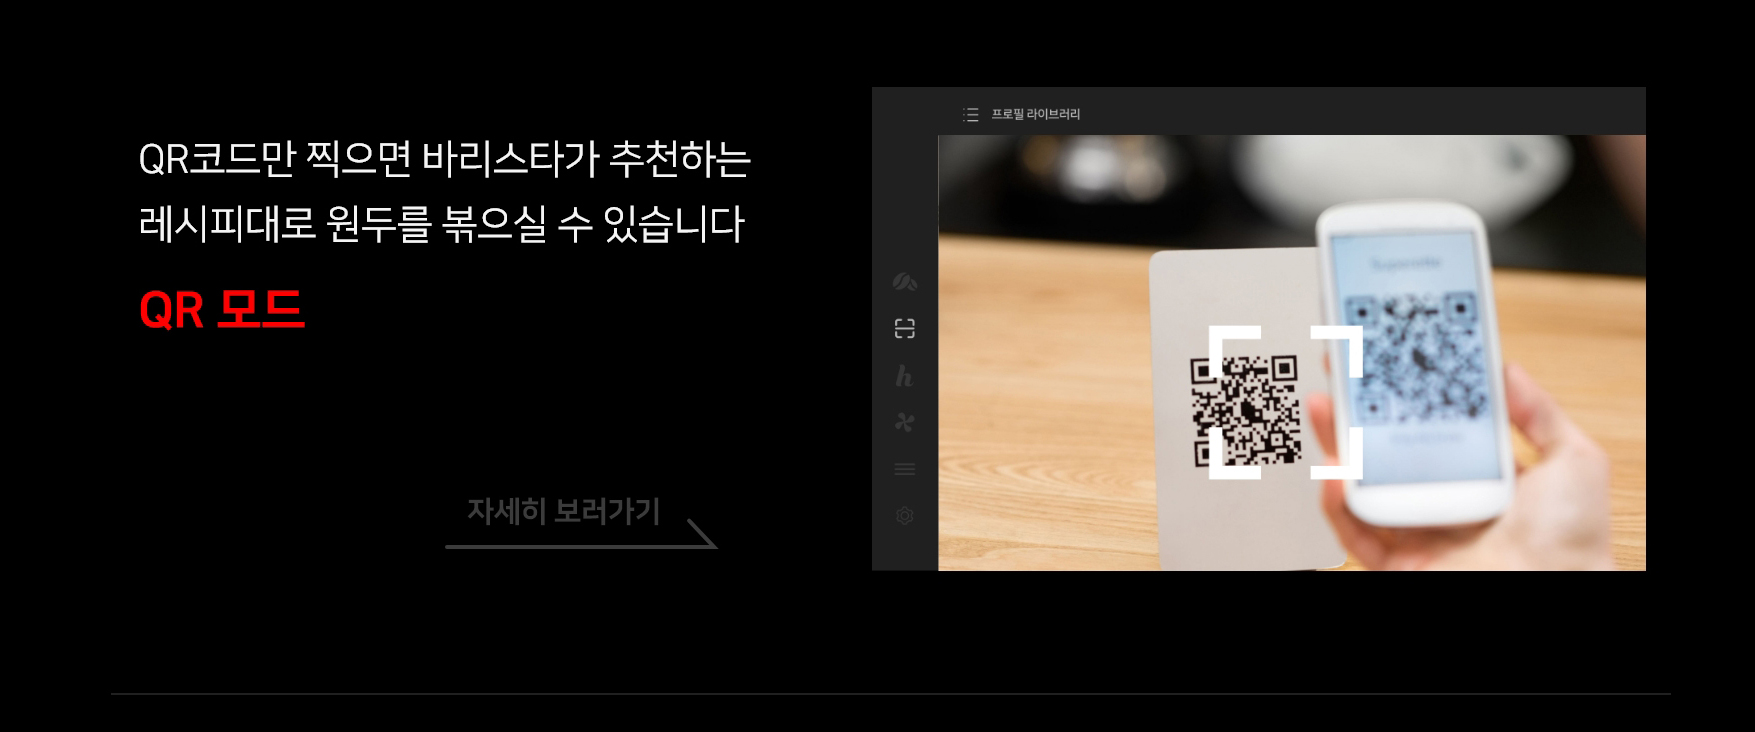 QR코드만 찍으면 바리스타가 추천하는
레시피대로 원두를 볶으실 수 있습니다
QR 모드
자세히 보러가기
프로필 라이브러리
h